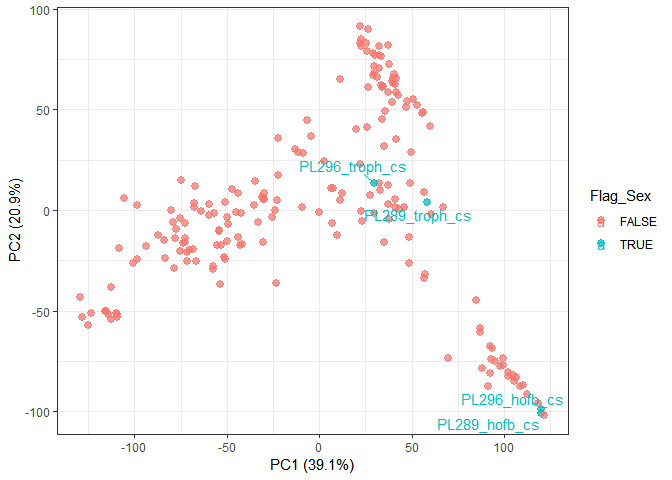 100
50
0
-50
-100
PC2 (20.9%)
PL296_troph_cs
PL289_troph_cs
PL296_hofb_cs
PL289_hofb_cs
-100
-50
0
50
100
PC1 (39.1%)
Flag_Sex
FALSE
TRUE